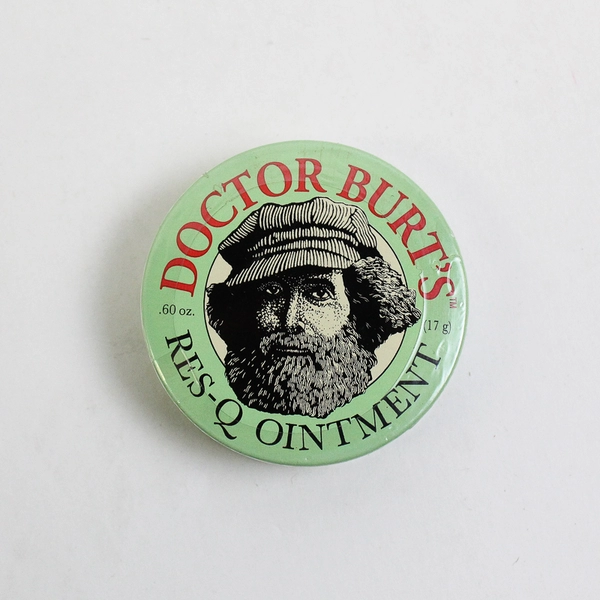 DOCTOR BURT'S™
.60 oz.
(17 g)
RES-Q OINTMENT